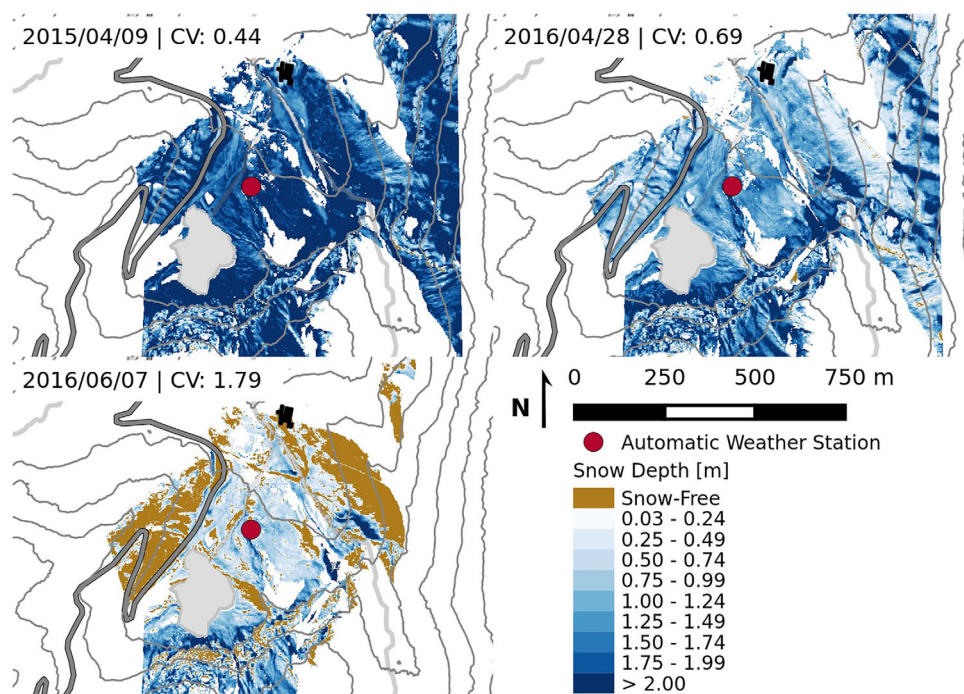 2015/04/09 | CV: 0.44
2016/04/28 | CV: 0.69
2016/06/07 | CV: 1.79
N
0 250 500 750 m
Automatic Weather Station
Snow Depth [m]
Snow-Free
0.03 - 0.24
0.25 - 0.49
0.50 - 0.74
0.75 - 0.99
1.00 - 1.24
1.25 - 1.49
1.50 - 1.74
1.75 - 1.99
> 2.00